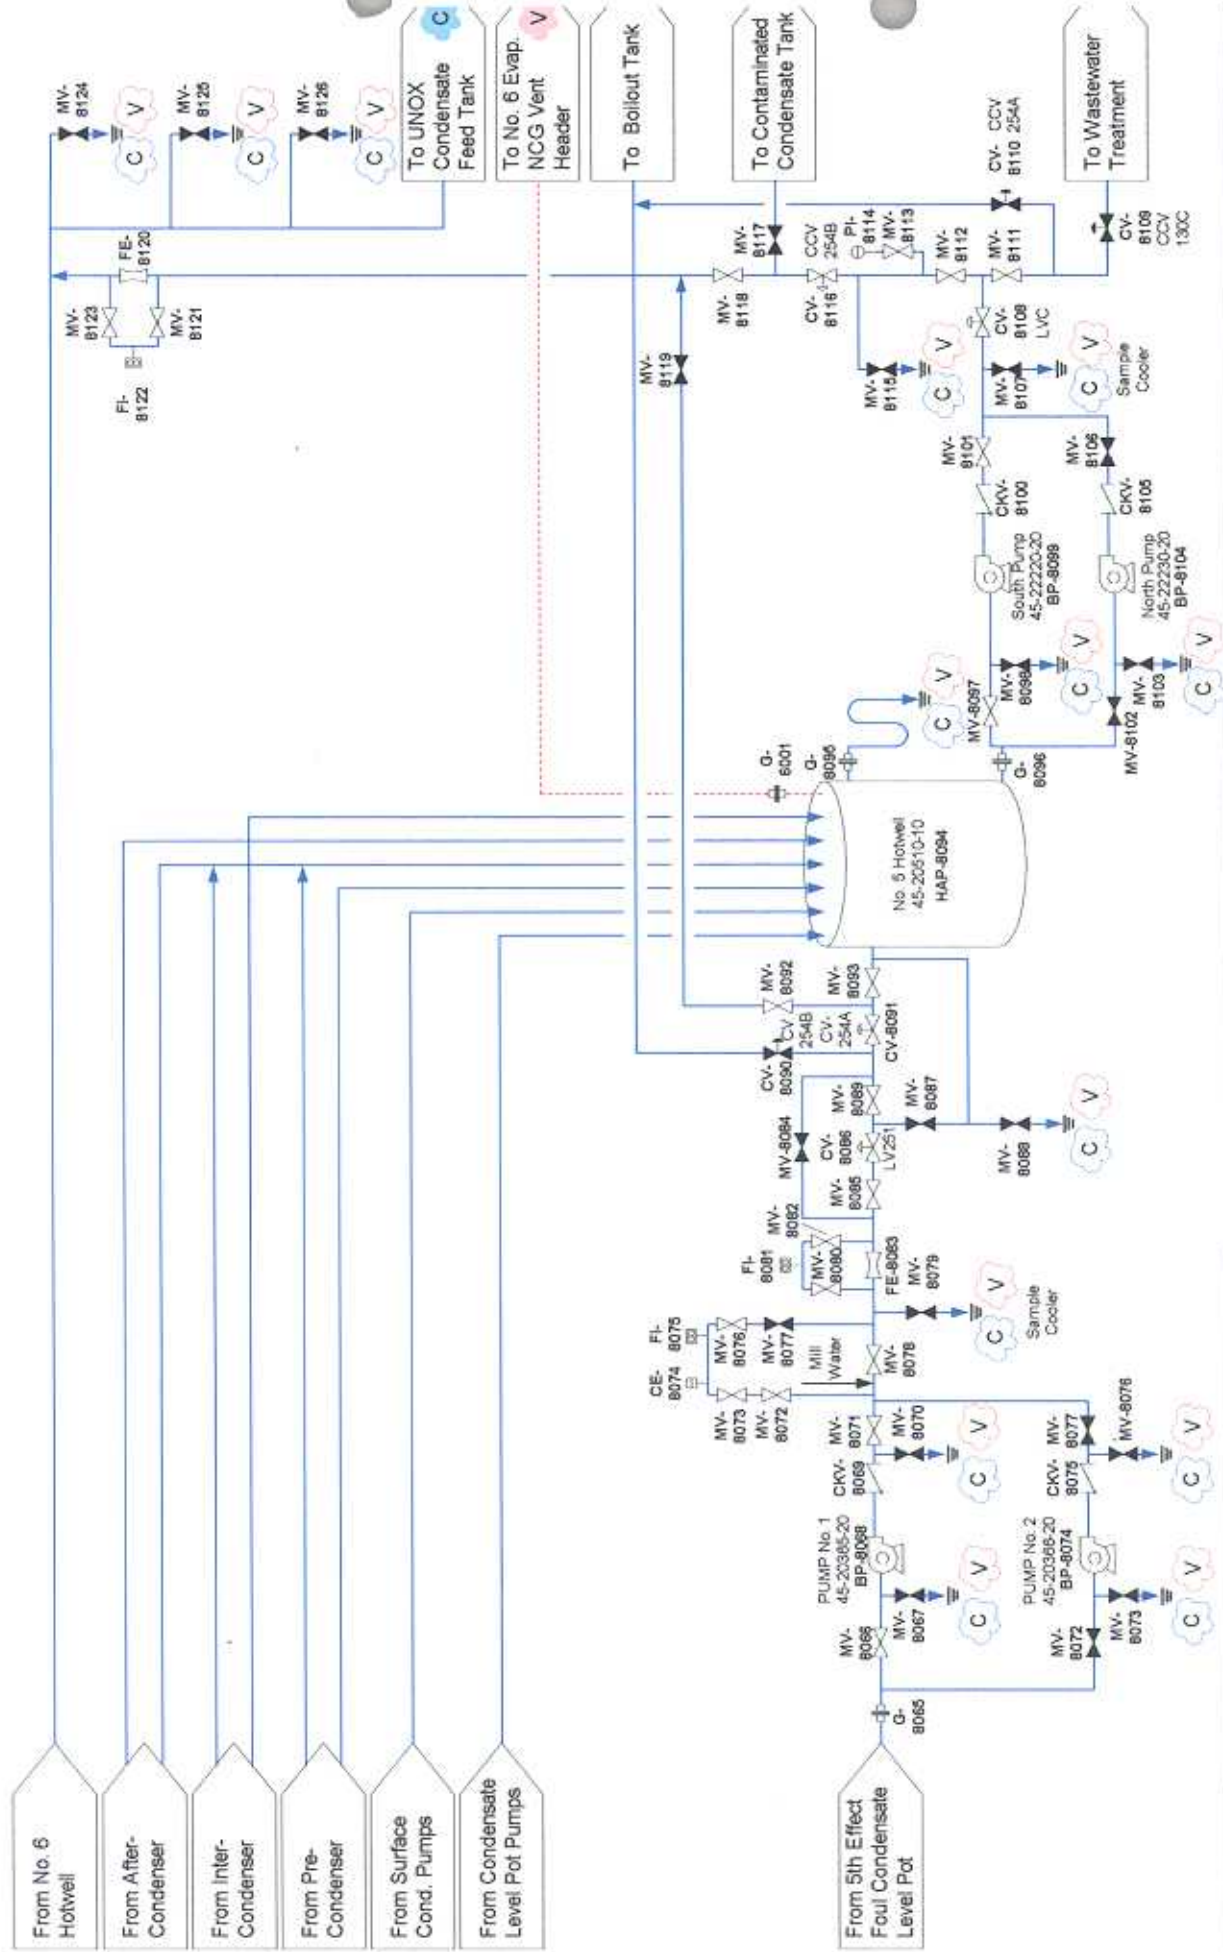 From No. 6
Hotwell
From After-
Condenser
From Inter-
Condenser
From Pre-
Condenser
From Surface
Cond. Pumps
From Condensate
Level Pot Pumps
From 5th Effect
Foul Condensate
Level Pot
MV-
8124
C
V
MV-
8125
C
V
MV-
8126
C
V
To UNOX
Condensate
Feed Tank
C
To No. 6 Evap.
NCG Vent
Header
V
To Boilout Tank
To Contaminated
Condensate Tank
To Wastewater
Treatment
FE-
8120
MV-
8123
MV-
8121
FI-
8122
MV-
8119
MV-
8118
MV-
8117
CCV
254B
CV-
8116
PI-
8114
MV-
8113
MV-
8112
MV-
8111
CV-
8110
CCV
254A
CV-
8109
CCV
130C
CV-
8108
LVC
MV-
8115
C
V
MV-
8107
C
V
Sample
Cooler
MV-
8101
MV-
8106
CKV-
8100
CKV-
8105
South Pump
45-22220-20
BP-8099
North Pump
45-22230-20
BP-8104
MV-8097
MV-
8098
C
V
MV-8102
MV-
8103
C
V
G-
6001
G-
8095
C
V
G-
8096
No. 5 Hotwell
45-20510-10
HAP-8094
MV-
8092
MV-
8093
CV
254B
CV-
254A
CV-
8090
CV-8091
MV-8084
MV-
8089
MV-
8087
CV-
8086
LV251
MV-
8085
MV-
8088
C
V
MV-
8082
FI-
8081
MV-
8080
FE-8083
MV-
8079
C
V
Sample
Cooler
FI-
8075
CE-
8074
MV-
8076
MV-
8077
MV-
8073
MV-
8072
Mill
Water
MV-
8078
MV-
8071
MV-
8070
C
V
CKV-
8069
MV-
8077
MV-8076
C
V
CKV-
8075
PUMP No. 1
45-20365-20
BP-8068
PUMP No. 2
45-20366-20
BP-8074
MV-
8066
MV-
8067
C
V
MV-
8072
MV-
8073
C
V
G-
8065